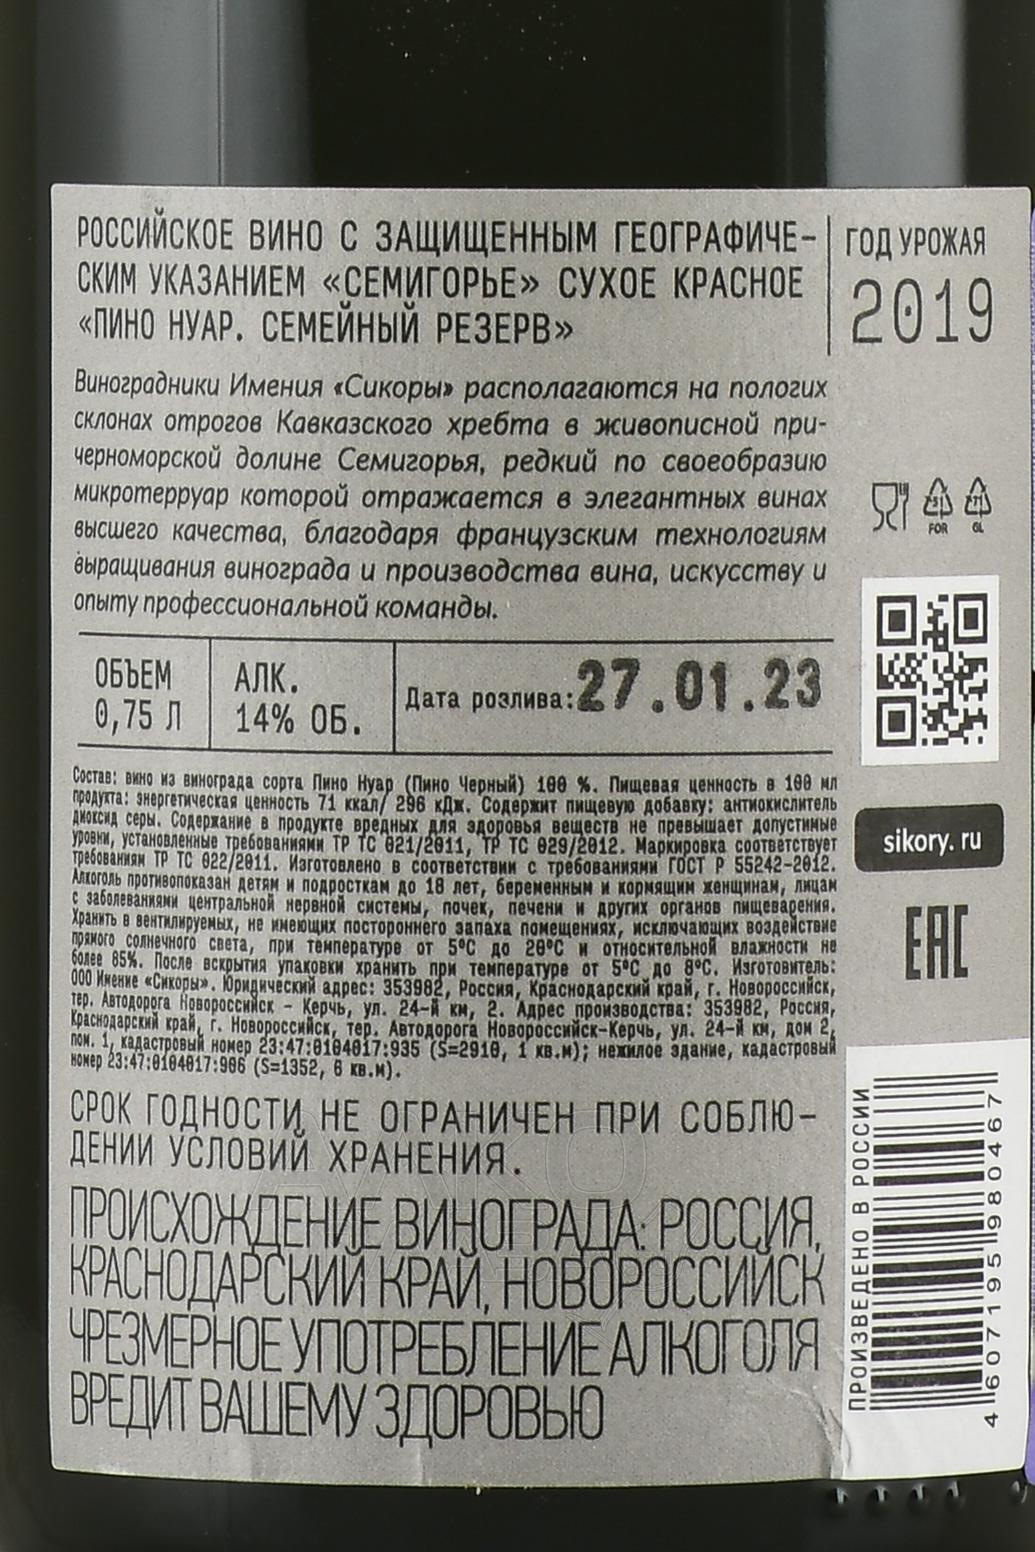 РОССИЙСКОЕ ВИНО С ЗАЩИЩЕННЫМ ГЕОГРАФИЧЕ-
СКИМ УКАЗАНИЕМ «СЕМИГОРЬЕ» СУХОЕ КРАСНОЕ
«ПИНО НУАР. СЕМЕЙНЫЙ РЕЗЕРВ»
ГОД УРОЖАЯ
2019
Виноградники Имения «Сикоры» располагаются на пологих
склонах отрогов Кавказского хребта в живописной при-
черноморской долине Семигорья, редкий по своеобразию
микротерруар которой отражается в элегантных винах
высшего качества, благодаря французским технологиям
выращивания винограда и производства вина, искусству и
опыту профессиональной команды.
FOR
GL
ОБЪЕМ
0,75 Л
АЛК.
14% ОБ.
Дата розлива: 27.01.23
Состав: вино из винограда сорта Пино Нуар (Пино Черный) 100 %. Пищевая ценность в 100 мл
продукта: энергетическая ценность 71 ккал/ 296 кДж. Содержит пищевую добавку: антиокислитель
диоксид серы. Содержание в продукте вредных для здоровья веществ не превышает допустимые
уровни, установленные требованиями ТР ТС 021/2011, ТР ТС 029/2012. Маркировка соответствует
требованиям ТР ТС 022/2011. Изготовлено в соответствии с требованиями ГОСТ Р 55242-2012.
Алкоголь противопоказан детям и подросткам до 18 лет, беременным и кормящим женщинам, лицам
с заболеваниями центральной нервной системы, почек, печени и других органов пищеварения.
Хранить в вентилируемых, не имеющих постороннего запаха помещениях, исключающих воздействие
прямого солнечного света, при температуре от 5°С до 20°С и относительной влажности не
более 85%. После вскрытия упаковки хранить при температуре от 5°С до 8°С. Изготовитель:
ООО Имение «Сикоры». Юридический адрес: 353982, Россия, Краснодарский край, г. Новороссийск,
тер. Автодорога Новороссийск - Керчь, ул. 24-й км, 2. Адрес производства: 353982, Россия,
Краснодарский край, г. Новороссийск, тер. Автодорога Новороссийск-Керчь, ул. 24-й км, дом 2,
пом. 1, кадастровый номер 23:47:0104017:935 (S=2910, 1 кв.м); нежилое здание, кадастровый
номер 23:47:0104017:906 (S=1352, 6 кв.м).
sikory.ru
EAC
СРОК ГОДНОСТИ НЕ ОГРАНИЧЕН ПРИ СОБЛЮ-
ДЕНИИ УСЛОВИЙ ХРАНЕНИЯ.
ПРОИСХОЖДЕНИЕ ВИНОГРАДА: РОССИЯ,
КРАСНОДАРСКИЙ КРАЙ, НОВОРОССИЙСК
ЧРЕЗМЕРНОЕ УПОТРЕБЛЕНИЕ АЛКОГОЛЯ
ВРЕДИТ ВАШЕМУ ЗДОРОВЬЮ
ПРОИЗВЕДЕНО В РОССИИ
4 607195 980467